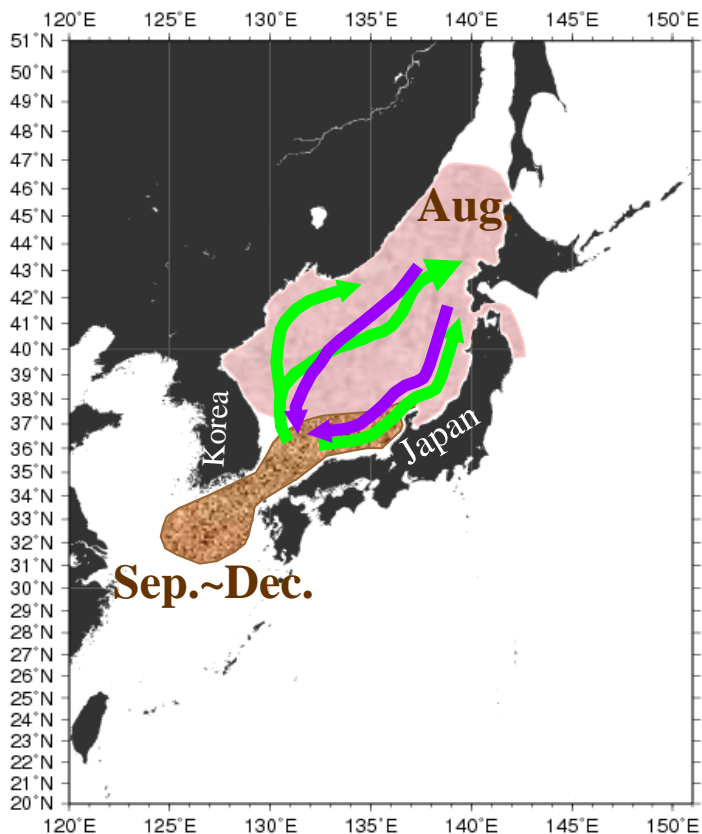 120˚E 125˚E 130˚E 135˚E 140˚E 145˚E 150˚E
51˚N
50˚N
49˚N
48˚N
47˚N
46˚N
45˚N
44˚N
43˚N
42˚N
41˚N
40˚N
39˚N
38˚N
37˚N
36˚N
35˚N
34˚N
33˚N
32˚N
31˚N
30˚N
29˚N
28˚N
27˚N
26˚N
25˚N
24˚N
23˚N
22˚N
21˚N
20˚N
Aug.
Korea
Japan
Sep.~Dec.
120˚E 125˚E 130˚E 135˚E 140˚E 145˚E 150˚E